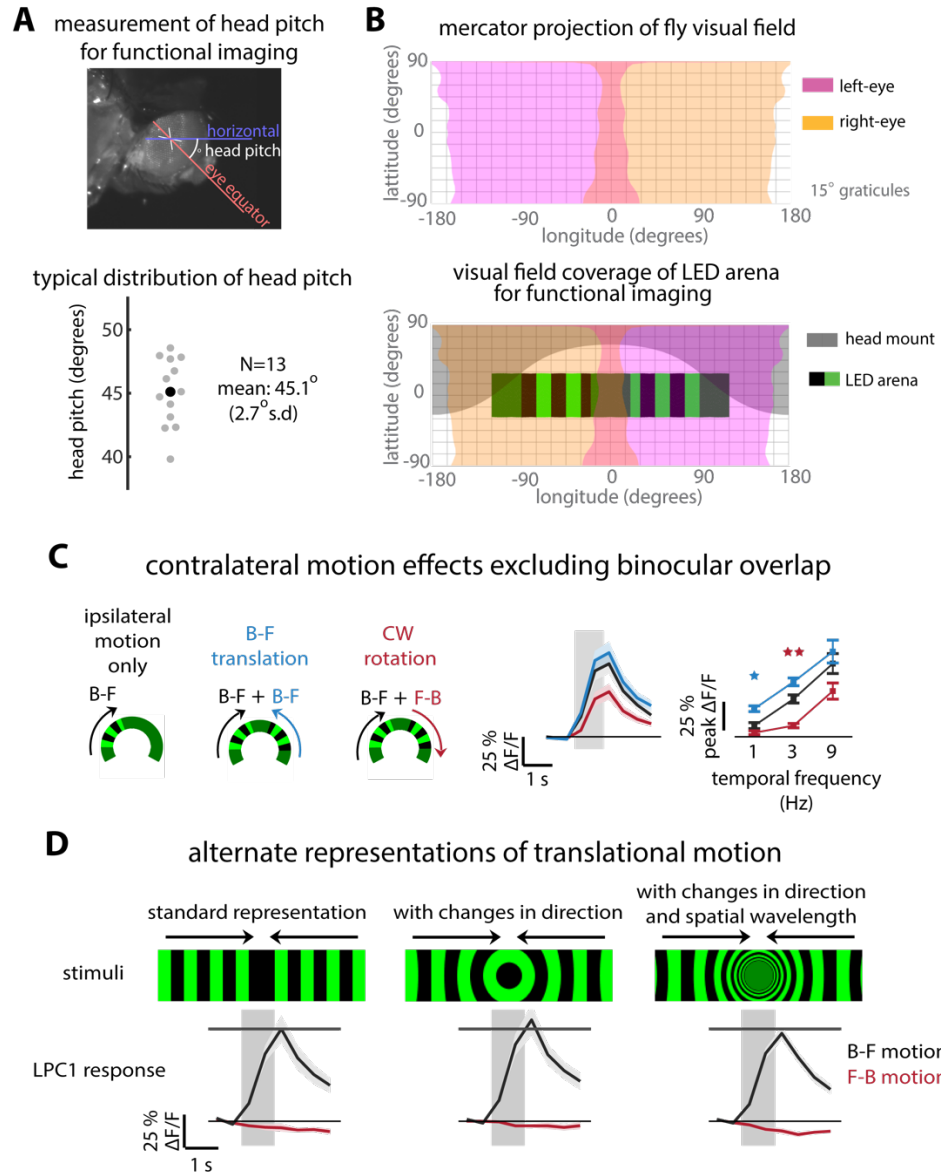 A
measurement of head pitch
for functional imaging
horizontal
head pitch
eye equator
typical distribution of head pitch
head pitch (degrees)
50
45
40
N=13
mean: 45.1°
(2.7° s.d)
B
mercator projection of fly visual field
lattitude (degrees)
90
0
-90
-180
-90
0
90
180
longitude (degrees)
left-eye
right-eye
15° graticules
visual field coverage of LED arena
for functional imaging
lattitude (degrees)
90
0
-90
-180
-90
0
90
180
longitude (degrees)
head mount
LED arena
C
contralateral motion effects excluding binocular overlap
ipsilateral
motion
only
B-F
B-F
translation
B-F + B-F
CW
rotation
B-F + F-B
25 %
ΔF/F
1 s
25 %
peak ΔF/F
1
3
9
temporal frequency
(Hz)
D
alternate representations of translational motion
standard representation
with changes in direction
with changes in direction
and spatial wavelength
stimuli
LPC1 response
B-F motion
F-B motion
25 %
ΔF/F
1 s